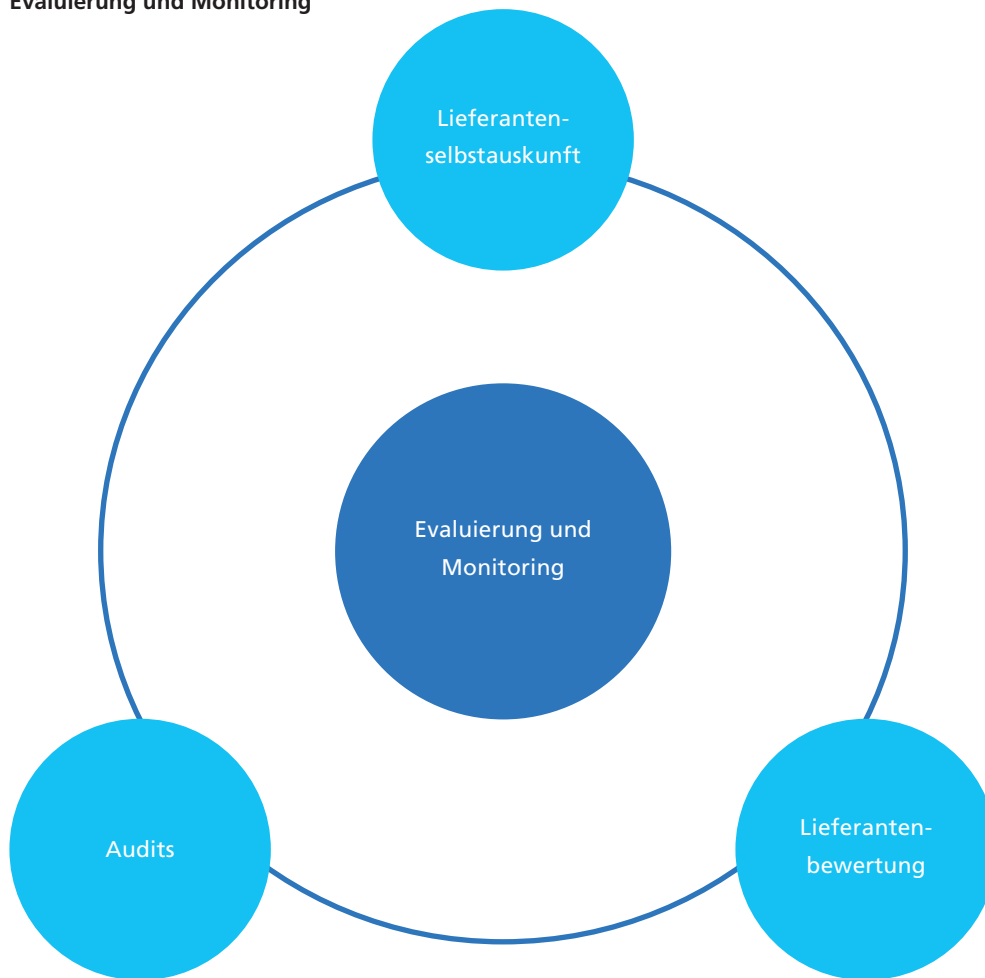 Evaluierung und Monitoring
Lieferanten-
selbstauskunft
Evaluierung und
Monitoring
Audits
Lieferanten-
bewertung